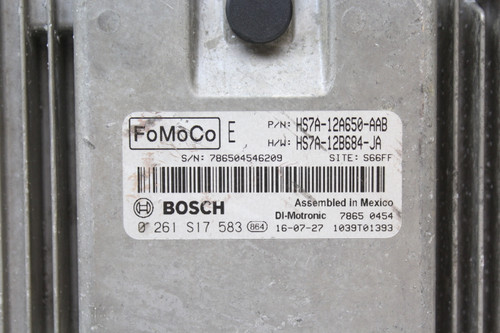 FoMoCo E P/N: HS7A-12A650-AAB
H/W: HS7A-12B684-JA
S/N: 786504546209 SITE: S66FF
BOSCH Assembled in Mexico
DI-Motronic 7865 0454
0 261 S17 583 864 16-07-27 1039T01393